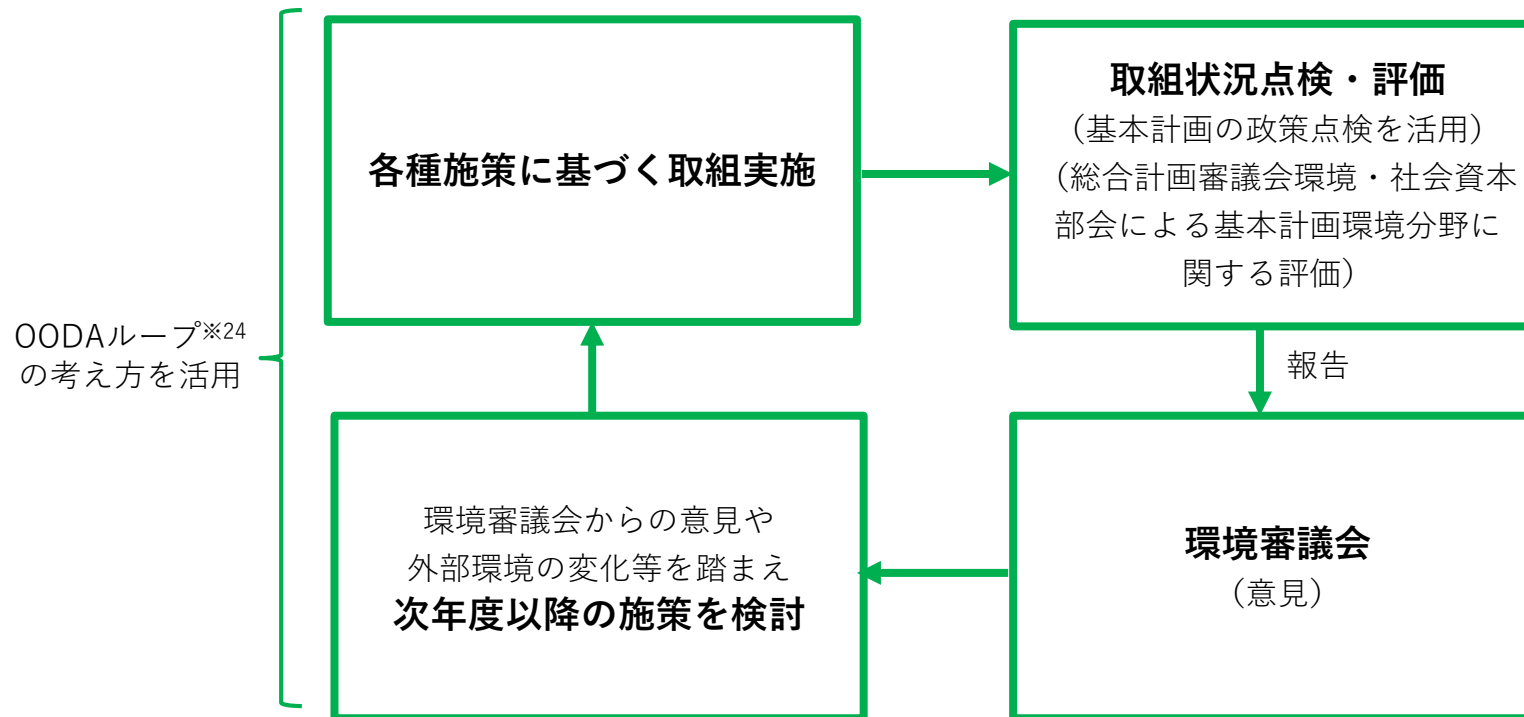 各種施策に基づく取組実施
取組状況点検・評価
（基本計画の政策点検を活用）
（総合計画審議会環境・社会資本
部会による基本計画環境分野に
関する評価）
OODAループ※24
の考え方を活用
報告
環境審議会からの意見や
外部環境の変化等を踏まえ
次年度以降の施策を検討
環境審議会
（意見）